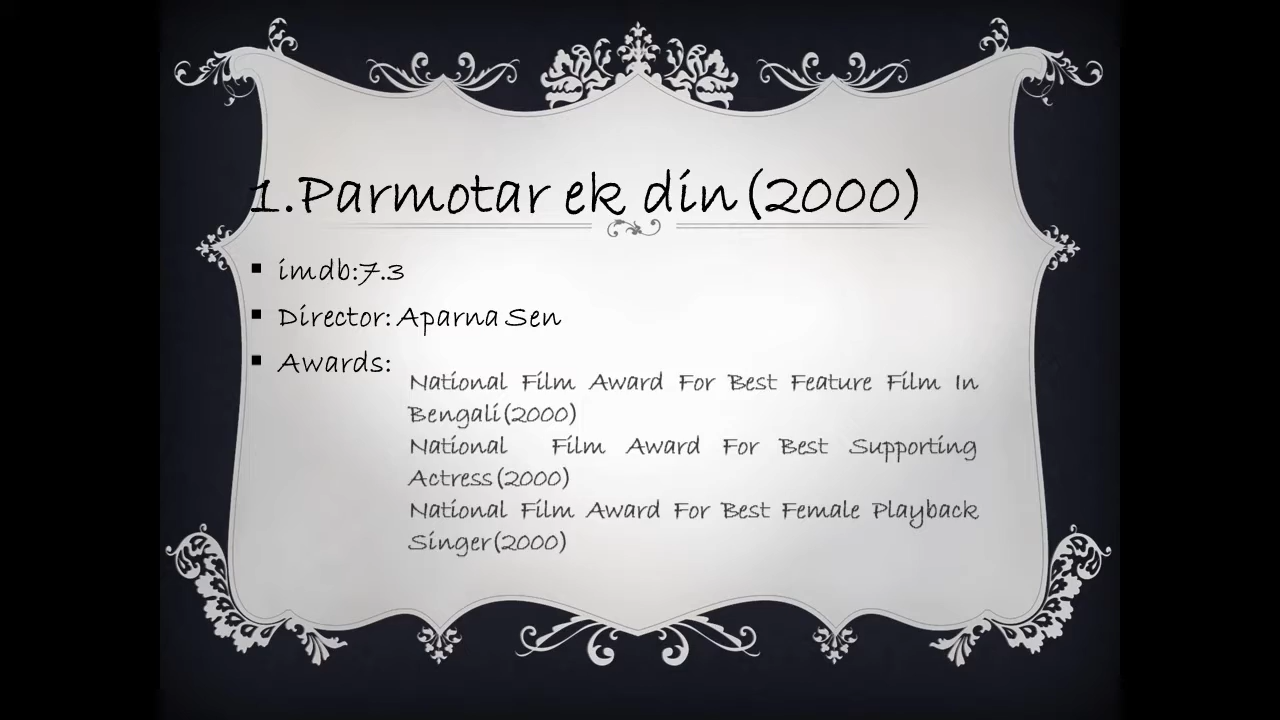 1.Parmotar ek din(2000)
▪ imdb:7.3
▪ Director: Aparna Sen
▪ Awards:
National Film Award For Best Feature Film In
Bengali(2000)
National Film Award For Best Supporting
Actress(2000)
National Film Award For Best Female Playback
Singer(2000)